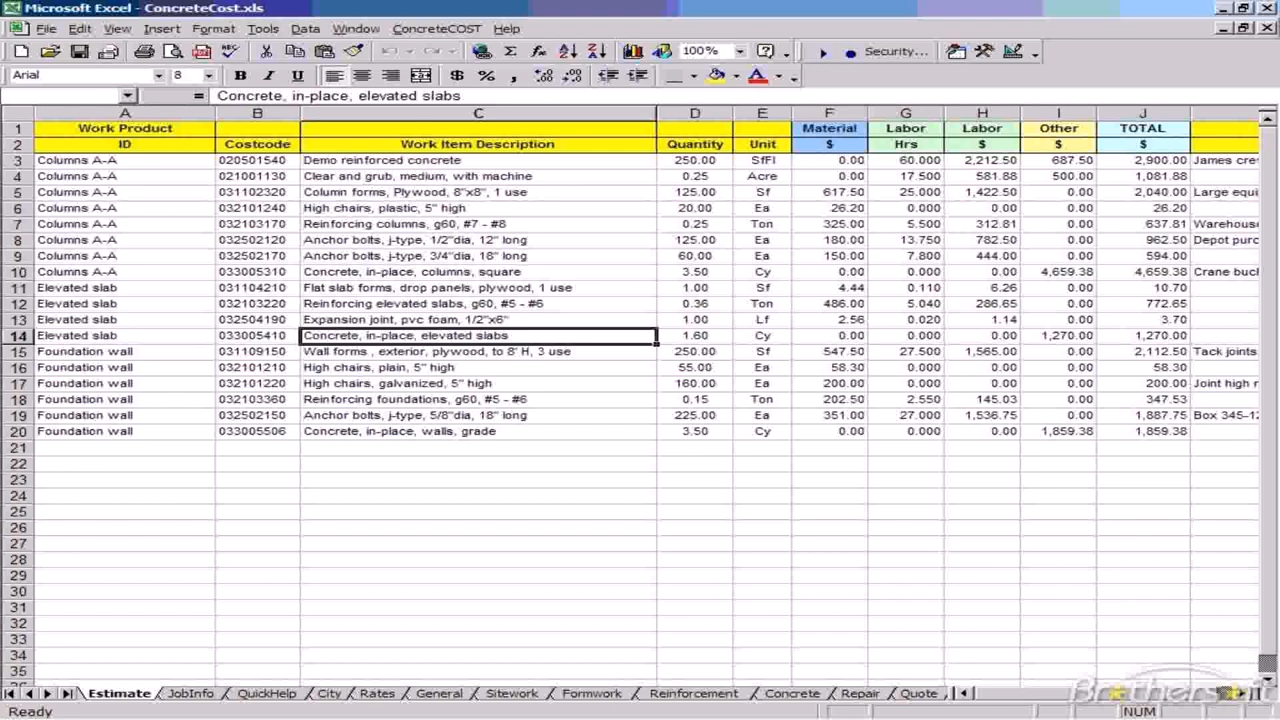 Microsoft Excel - ConcreteCost.xls
File Edit View Insert Format Tools Data Window ConcreteCOST Help
100% Security...
Arial 8 B I U $ % ,
= Concrete, in-place, elevated slabs
A B C D E F G H I J
1 Work Product Material Labor Labor Other TOTAL
2 ID Costcode Work Item Description Quantity Unit $ Hrs $ $ $
3 Columns A-A 020501540 Demo reinforced concrete 250.00 SfFl 0.00 60.000 2,212.50 687.50 2,900.00 James cre
4 Columns A-A 021001130 Clear and grub, medium, with machine 0.25 Acre 0.00 17.500 581.88 500.00 1,081.88
5 Columns A-A 031102320 Column forms, Plywood, 8"x8", 1 use 125.00 Sf 617.50 25.000 1,422.50 0.00 2,040.00 Large equi
6 Columns A-A 032101240 High chairs, plastic, 5" high 20.00 Ea 26.20 0.000 0.00 0.00 26.20
7 Columns A-A 032103170 Reinforcing columns, g60, #7 - #8 0.25 Ton 325.00 5.500 312.81 0.00 637.81 Warehouse
8 Columns A-A 032502120 Anchor bolts, j-type, 1/2"dia, 12" long 125.00 Ea 180.00 13.750 782.50 0.00 962.50 Depot purc
9 Columns A-A 032502170 Anchor bolts, j-type, 3/4"dia, 18" long 60.00 Ea 150.00 7.800 444.00 0.00 594.00
10 Columns A-A 033005310 Concrete, in-place, columns, square 3.50 Cy 0.00 0.000 0.00 4,659.38 4,659.38 Crane buc
11 Elevated slab 031104210 Flat slab forms, drop panels, plywood, 1 use 1.00 Sf 4.44 0.110 6.26 0.00 10.70
12 Elevated slab 032103220 Reinforcing elevated slabs, g60, #5 - #6 0.36 Ton 486.00 5.040 286.65 0.00 772.65
13 Elevated slab 032504190 Expansion joint, pvc foam, 1/2"x6" 1.00 Lf 2.56 0.020 1.14 0.00 3.70
14 Elevated slab 033005410 Concrete, in-place, elevated slabs 1.60 Cy 0.00 0.000 0.00 1,270.00 1,270.00
15 Foundation wall 031109150 Wall forms , exterior, plywood, to 8' H, 3 use 250.00 Sf 547.50 27.500 1,565.00 0.00 2,112.50 Tack joints
16 Foundation wall 032101210 High chairs, plain, 5" high 55.00 Ea 58.30 0.000 0.00 0.00 58.30
17 Foundation wall 032101220 High chairs, galvanized, 5" high 160.00 Ea 200.00 0.000 0.00 0.00 200.00 Joint high r
18 Foundation wall 032103360 Reinforcing foundations, g60, #5 - #6 0.15 Ton 202.50 2.550 145.03 0.00 347.53
19 Foundation wall 032502150 Anchor bolts, j-type, 5/8"dia, 18" long 225.00 Ea 351.00 27.000 1,536.75 0.00 1,887.75 Box 345-12
20 Foundation wall 033005506 Concrete, in-place, walls, grade 3.50 Cy 0.00 0.000 0.00 1,859.38 1,859.38
21
22
23
24
25
26
27
28
29
30
31
32
33
34
35
Estimate JobInfo QuickHelp City Rates General Sitework Formwork Reinforcement Concrete Repair Quote
Brothersoft
Ready NUM